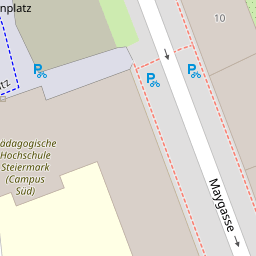 nplatz
10
tz
ädagogische
Hochschule
Steiermark
(Campus
Süd)
Maygasse
P
P
P